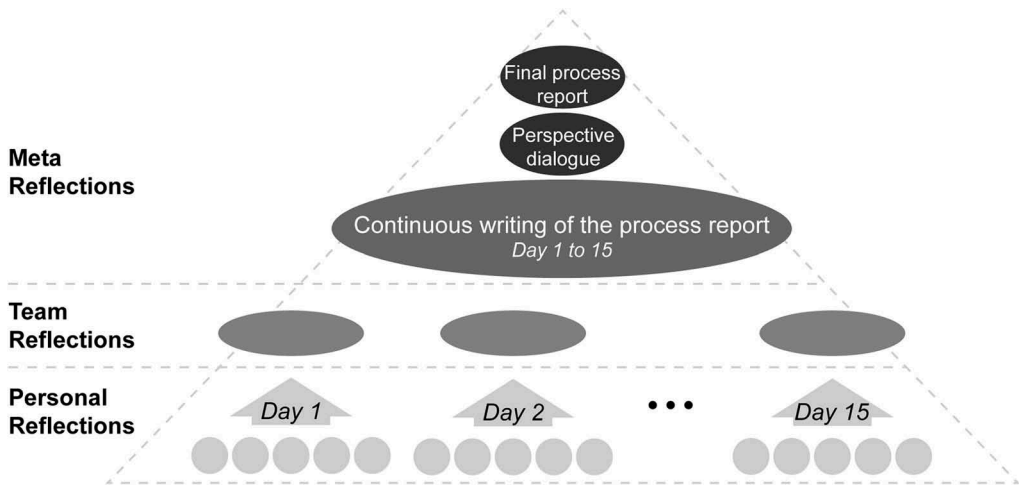 Final process
report
Perspective
dialogue
Meta
Reflections
Continuous writing of the process report
Day 1 to 15
Team
Reflections
Personal
Reflections
Day 1
Day 2
•••
Day 15